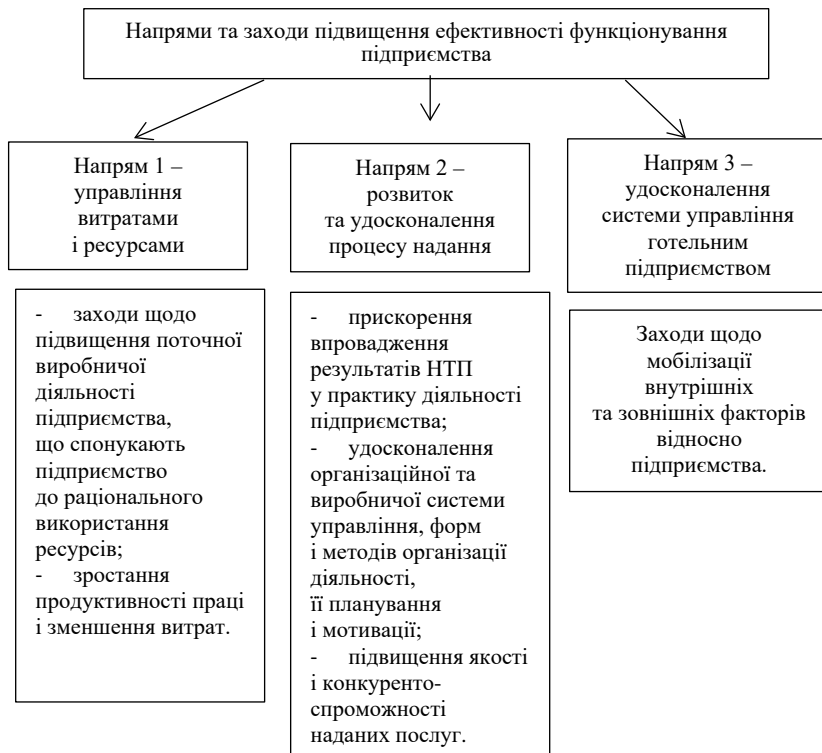 Напрями та заходи підвищення ефективності функціонування
підприємства
Напрям 1 –
управління
витратами
і ресурсами
Напрям 2 –
розвиток
та удосконалення
процесу надання
Напрям 3 –
удосконалення
системи управління
готельним
підприємством
- заходи щодо
підвищення поточної
виробничої
діяльності
підприємства,
що спонукають
підприємство
до раціонального
використання
ресурсів;
- зростання
продуктивності праці
і зменшення витрат.
- прискорення
впровадження
результатів НТП
у практику діяльності
підприємства;
- удосконалення
організаційної та
виробничої системи
управління, форм
і методів організації
діяльності,
її планування
і мотивації;
- підвищення якості
і конкуренто-
спроможності
наданих послуг.
Заходи щодо
мобілізації
внутрішніх
та зовнішніх факторів
відносно
підприємства.